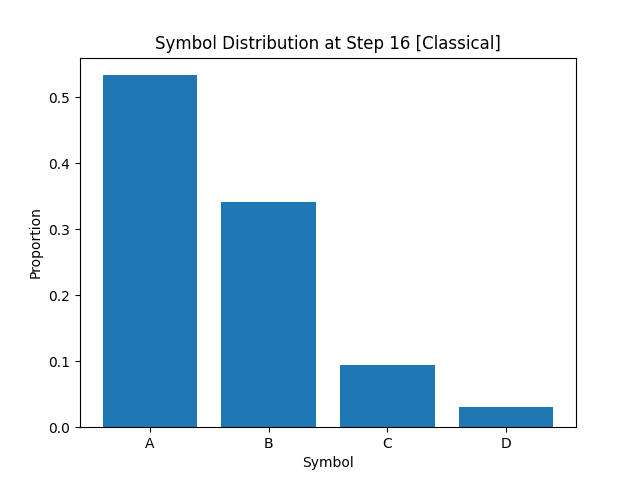 Symbol Distribution at Step 16 [Classical]
0.5
0.4
0.3
0.2
0.1
0.0
Proportion
A B C D
Symbol